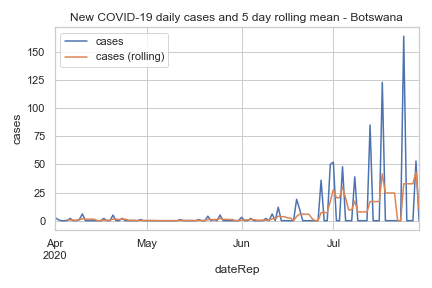 New COVID-19 daily cases and 5 day rolling mean - Botswana
cases
cases (rolling)
150
125
100
75
50
25
0
cases
Apr
2020
May
Jun
Jul
dateRep